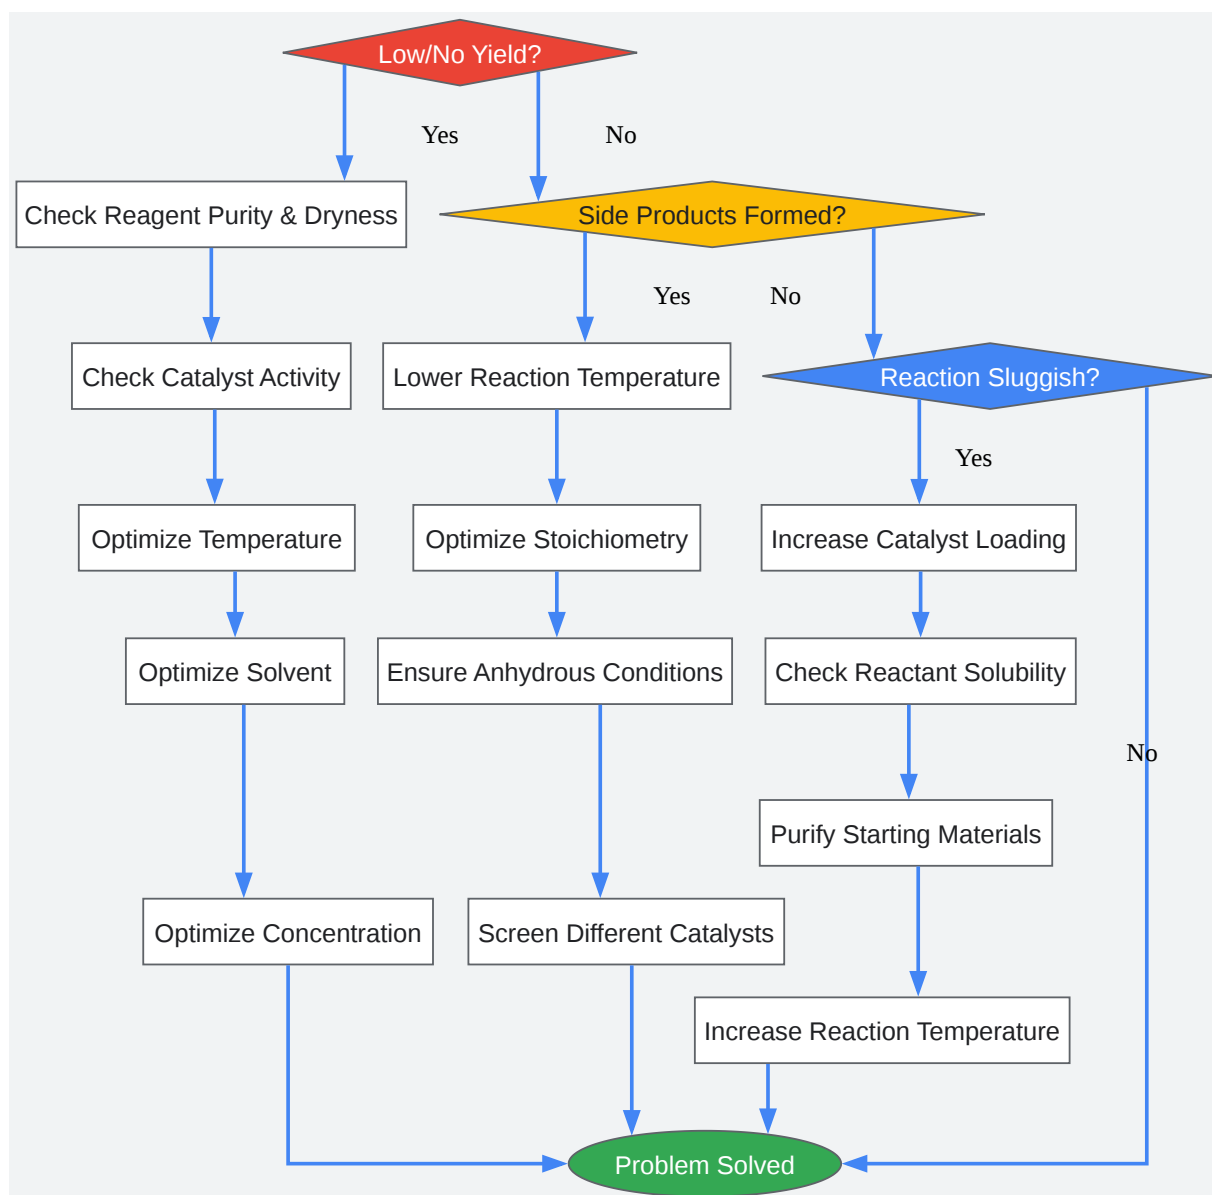 Low/No Yield?
Yes
No
Check Reagent Purity & Dryness
Side Products Formed?
Yes
No
Check Catalyst Activity
Lower Reaction Temperature
Reaction Sluggish?
Yes
Optimize Temperature
Optimize Stoichiometry
Increase Catalyst Loading
Optimize Solvent
Ensure Anhydrous Conditions
Check Reactant Solubility
No
Purify Starting Materials
Optimize Concentration
Screen Different Catalysts
Increase Reaction Temperature
Problem Solved